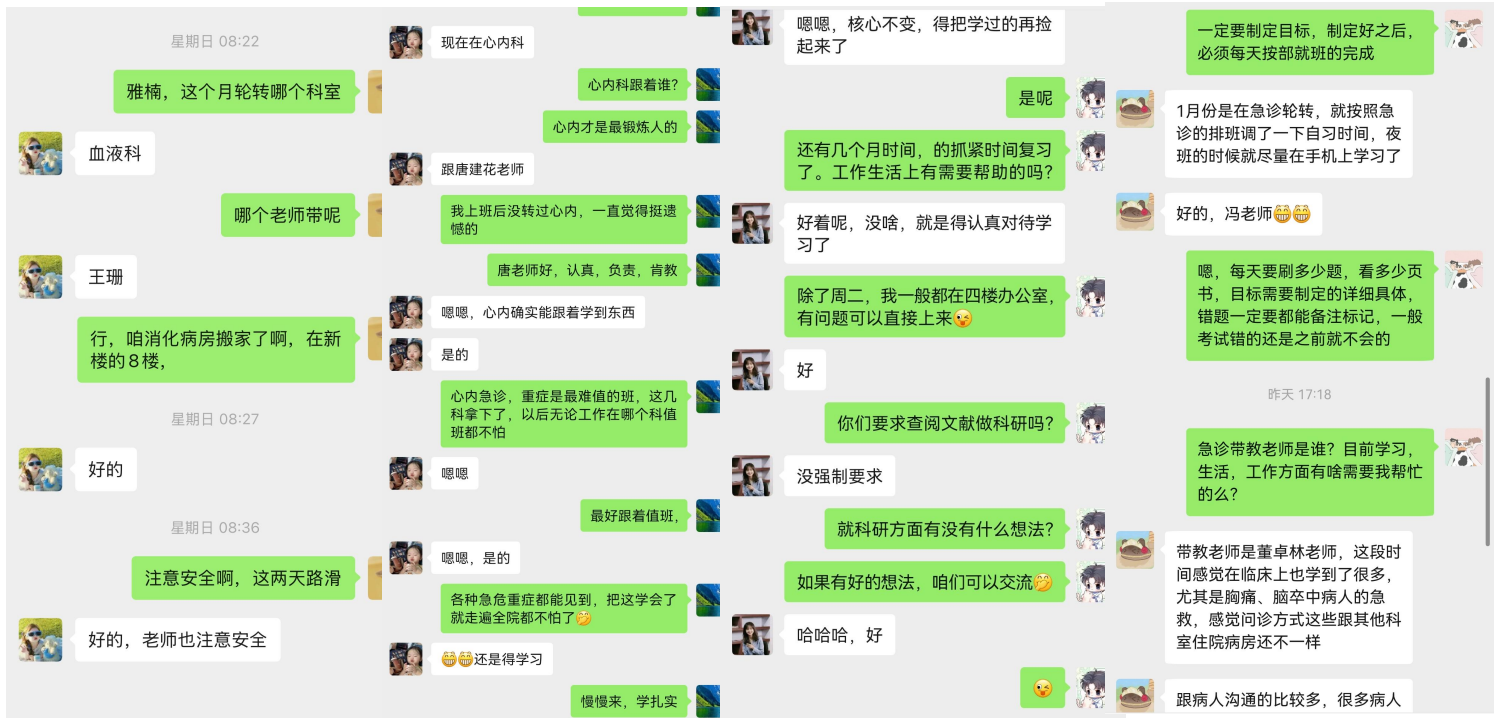 星期日 08:22
雅楠，这个月轮转哪个科室
血液科
哪个老师带呢
王珊
行，咱消化病房搬家了啊，在新
楼的8楼，
星期日 08:27
好的
星期日 08:36
注意安全啊，这两天路滑
好的，老师也注意安全
现在在心内科
心内科跟着谁？
心内才是最锻炼人的
跟唐建花老师
我上班后没转过心内，一直觉得挺遗
憾的
唐老师好，认真，负责，肯教
嗯嗯，心内确实能跟着学到东西
是的
心内急诊，重症是最难值的班，这几
科拿下了，以后无论工作在哪个科值
班都不怕
嗯嗯
最好跟着值班，
嗯嗯，是的
各种急危重症都能见到，把这学会了
就走遍全院都不怕了🤭
😁😁还是得学习
慢慢来，学扎实
嗯嗯，核心不变，得把学过的再捡
起来了
是呢
还有几个月时间，的抓紧时间复习
了。工作生活上有需要帮助的吗？
好着呢，没啥，就是得认真对待学
习了
除了周二，我一般都在四楼办公室，
有问题可以直接上来😉
好
你们要求查阅文献做科研吗？
没强制要求
就科研方面有没有什么想法？
如果有好的想法，咱们可以交流🤭
哈哈哈，好
😉
一定要制定目标，制定好之后，
必须每天按部就班的完成
1月份是在急诊轮转，就按照急
诊的排班调了一下自习时间，夜
班的时候就尽量在手机上学习了
好的，冯老师😁😁
嗯，每天要刷多少题，看多少页
书，目标需要制定的详细具体，
错题一定要都能备注标记，一般
考试错的还是之前就不会的
昨天 17:18
急诊带教老师是谁？目前学习，
生活，工作方面有啥需要我帮忙
的么？
带教老师是董卓林老师，这段时
间感觉在临床上也学到了很多，
尤其是胸痛、脑卒中病人的急
救，感觉问诊方式这些跟其他科
室住院病房还不一样
跟病人沟通的比较多，很多病人